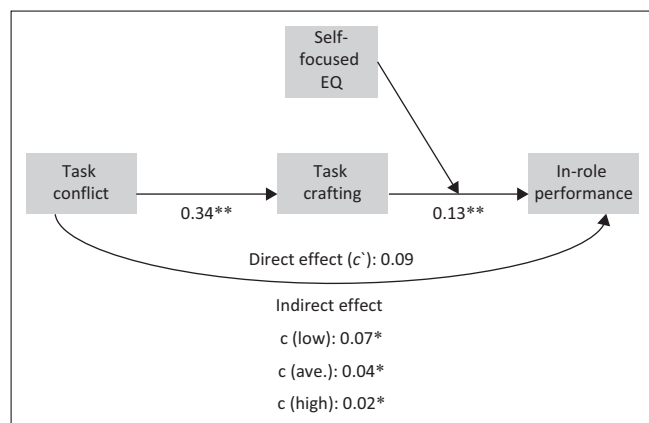 Self-
focused
EQ
Task
conflict
Task
crafting
In-role
performance
0.34**
0.13**
Direct effect (c`): 0.09
Indirect effect
c (low): 0.07*
c (ave.): 0.04*
c (high): 0.02*